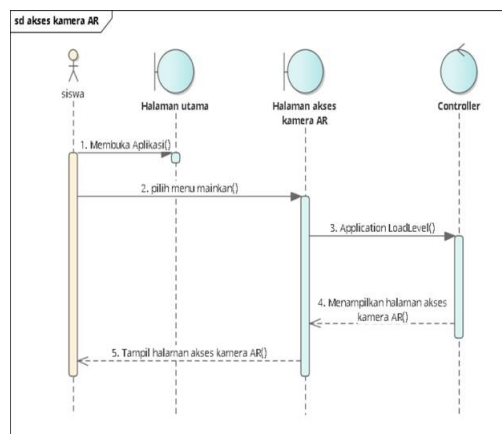 sd akses kamera AR
siswa
Halaman utama
Halaman akses
kamera AR
Controller
1. Membuka Aplikasi()
2. pilih menu mainkan()
3. Application LoadLevel()
4. Menampilkan halaman akses
kamera AR()
5. Tampil halaman akses kamera AR()